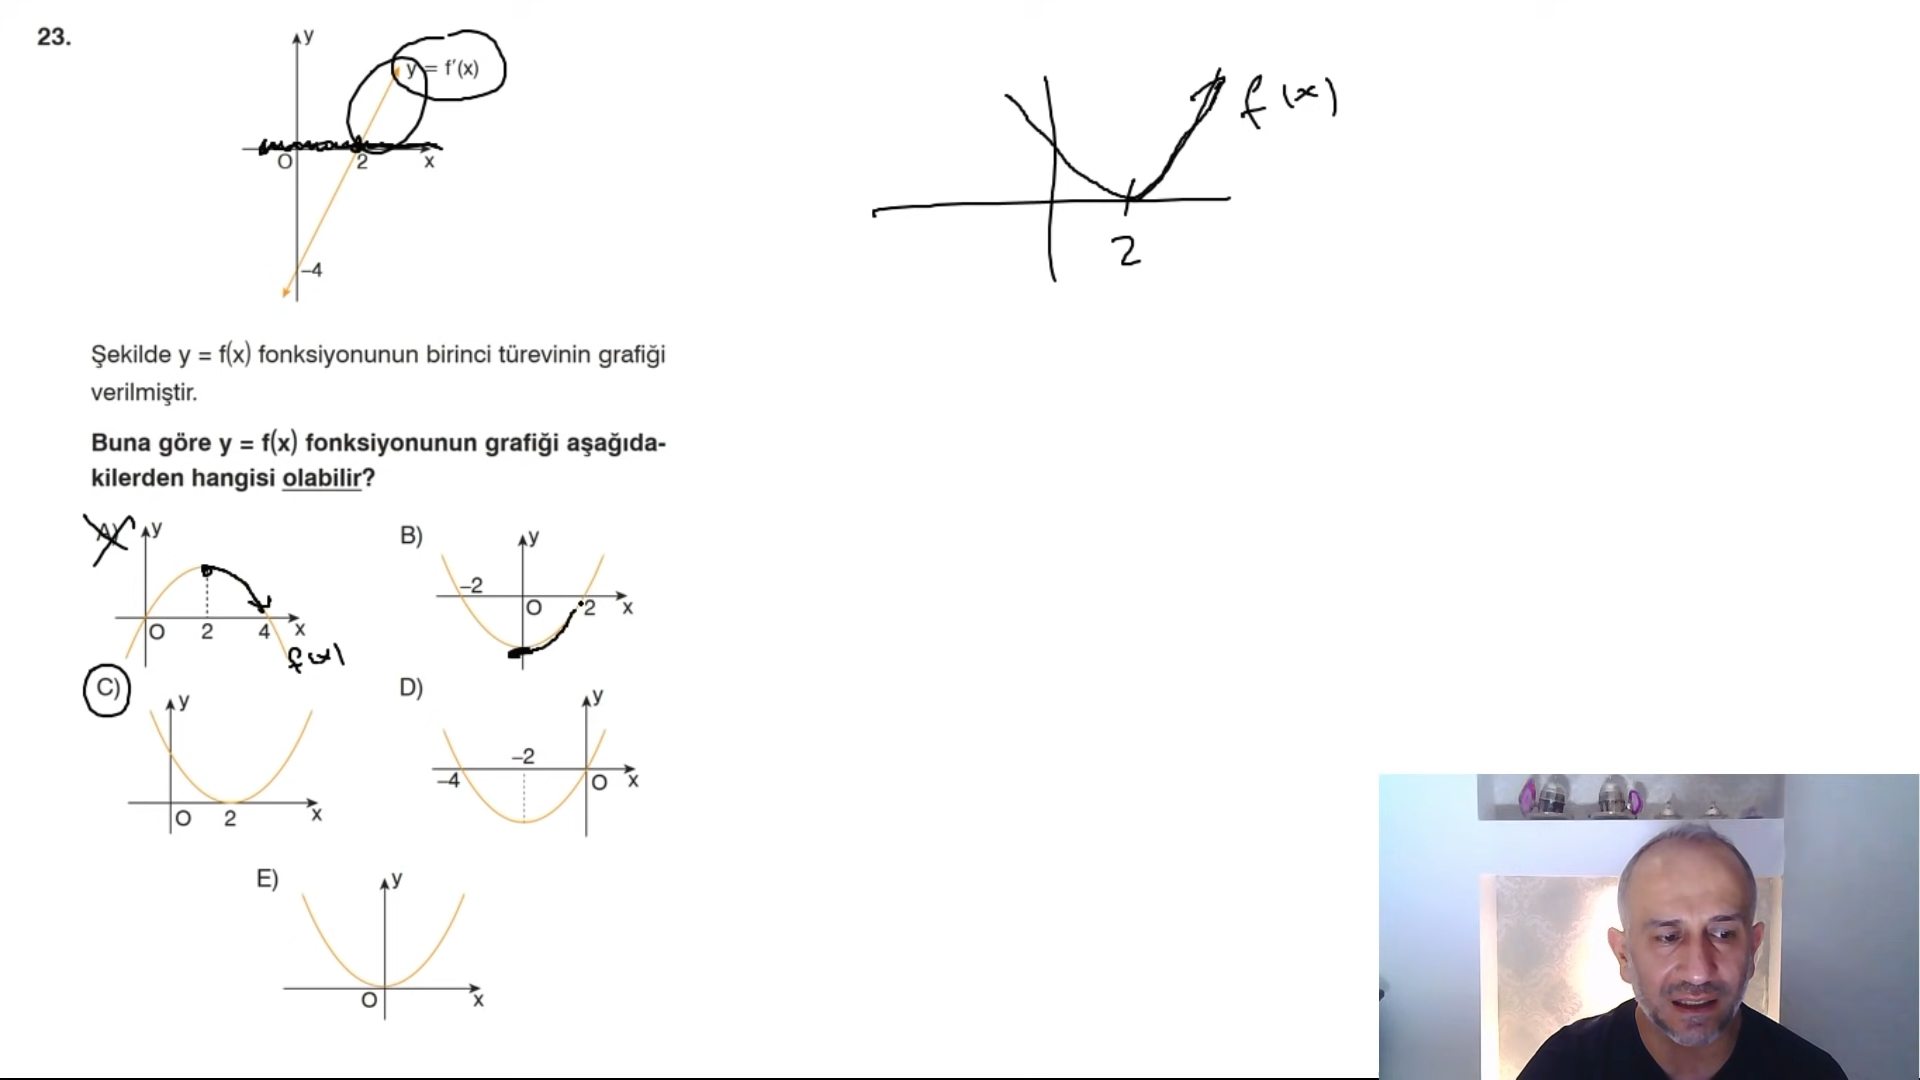 23.
y
y = f'(x)
O
2
x
–4
f(x)
2
Şekilde y = f(x) fonksiyonunun birinci türevinin grafiği
verilmiştir.
Buna göre y = f(x) fonksiyonunun grafiği aşağıda-
kilerden hangisi olabilir?
A)
y
O
2
4
x
f(x)
B)
y
–2
O
2
x
C)
y
O
2
x
D)
y
–2
–4
O
x
E)
y
O
x